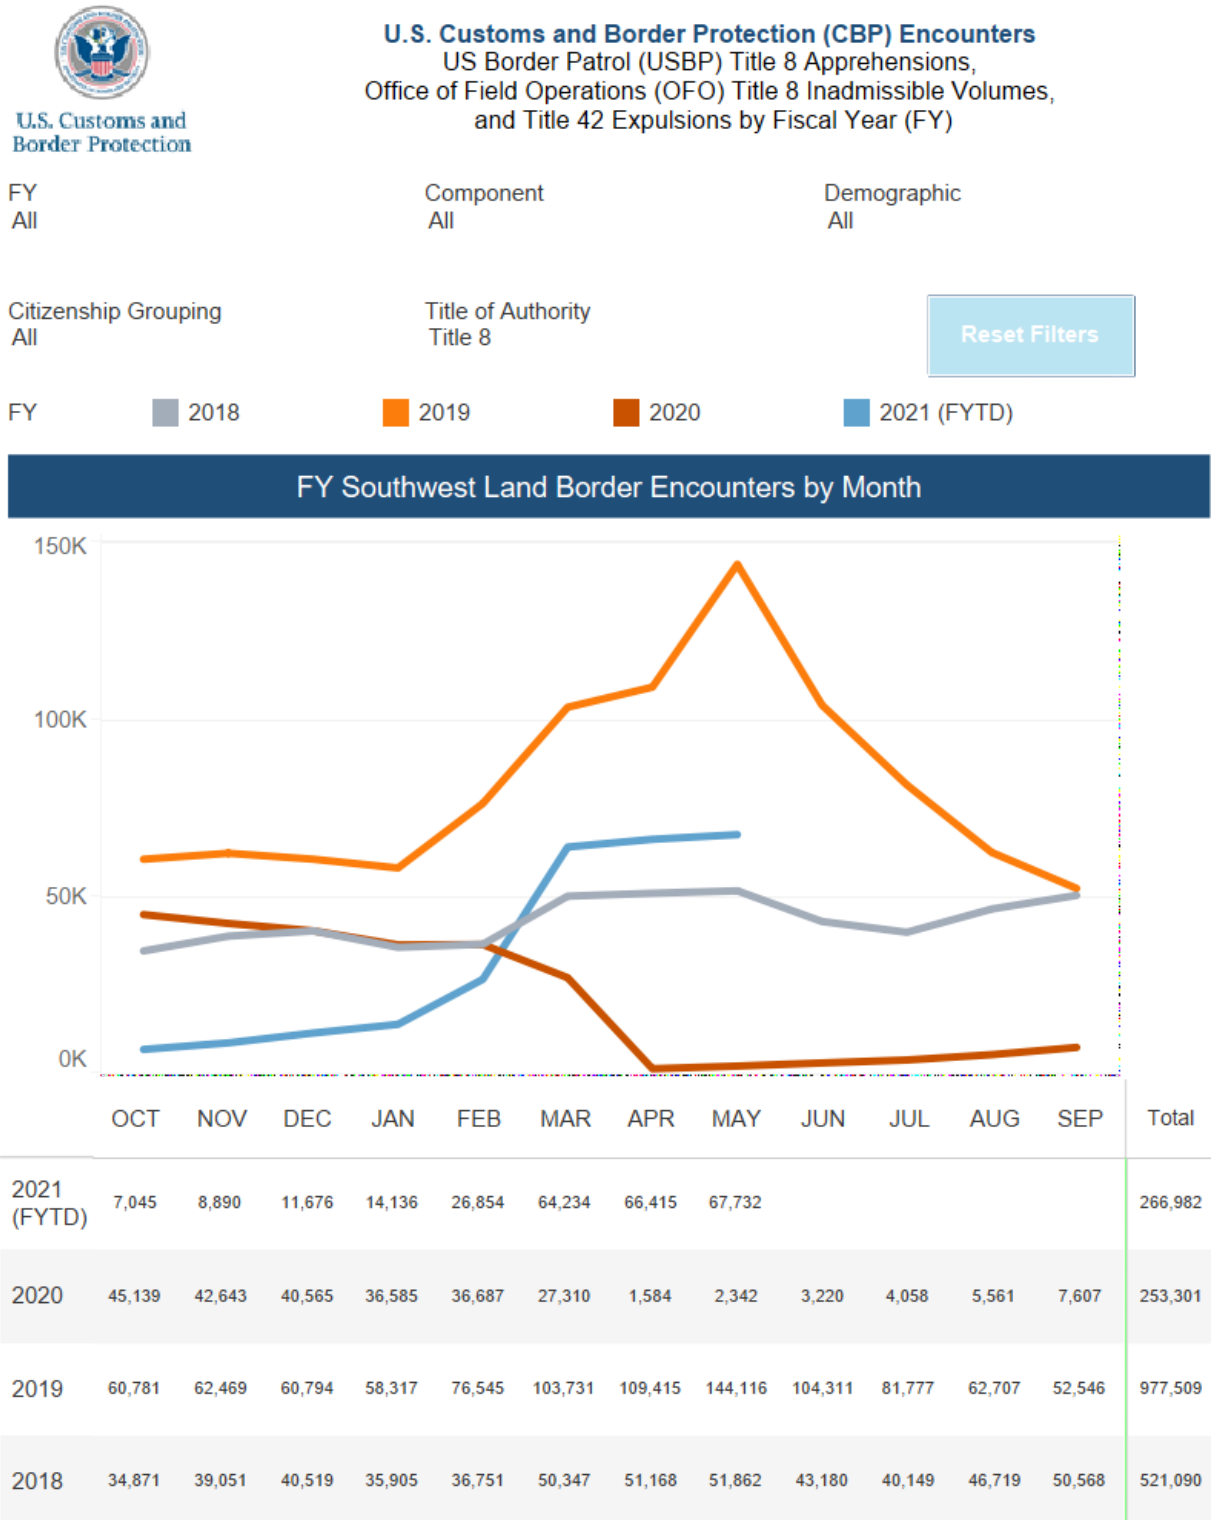 U.S. Customs and
Border Protection
U.S. Customs and Border Protection (CBP) Encounters
US Border Patrol (USBP) Title 8 Apprehensions,
Office of Field Operations (OFO) Title 8 Inadmissible Volumes,
and Title 42 Expulsions by Fiscal Year (FY)
FY Component Demographic
All All All
Citizenship Grouping Title of Authority
All Title 8
Reset Filters
FY 2018 2019 2020 2021 (FYTD)
FY Southwest Land Border Encounters by Month
150K
100K
50K
0K
OCT NOV DEC JAN FEB MAR APR MAY JUN JUL AUG SEP Total
2021 (FYTD) 7,045 8,890 11,676 14,136 26,854 64,234 66,415 67,732 266,982
2020 45,139 42,643 40,565 36,585 36,687 27,310 1,584 2,342 3,220 4,058 5,561 7,607 253,301
2019 60,781 62,469 60,794 58,317 76,545 103,731 109,415 144,116 104,311 81,777 62,707 52,546 977,509
2018 34,871 39,051 40,519 35,905 36,751 50,347 51,168 51,862 43,180 40,149 46,719 50,568 521,090